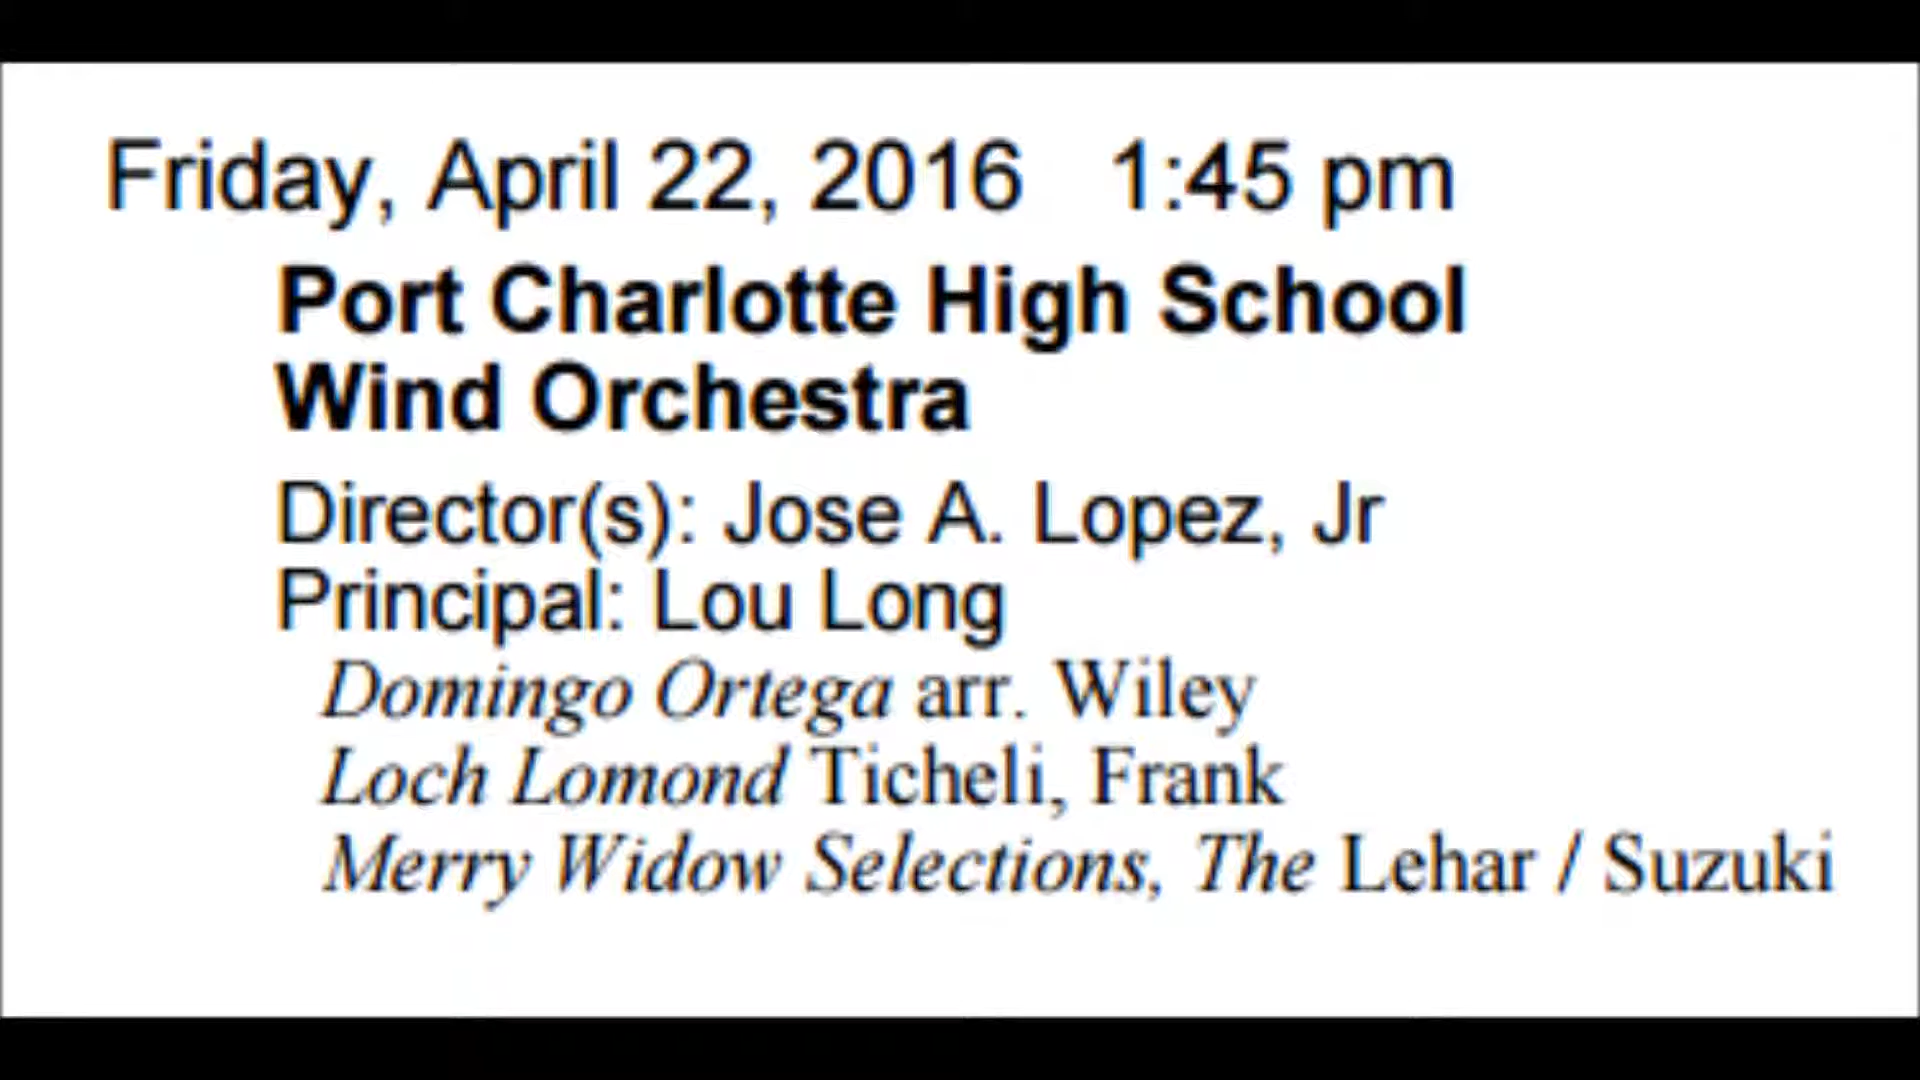 Friday, April 22, 2016 1:45 pm
Port Charlotte High School
Wind Orchestra
Director(s): Jose A. Lopez, Jr
Principal: Lou Long
Domingo Ortega arr. Wiley
Loch Lomond Ticheli, Frank
Merry Widow Selections, The Lehar / Suzuki